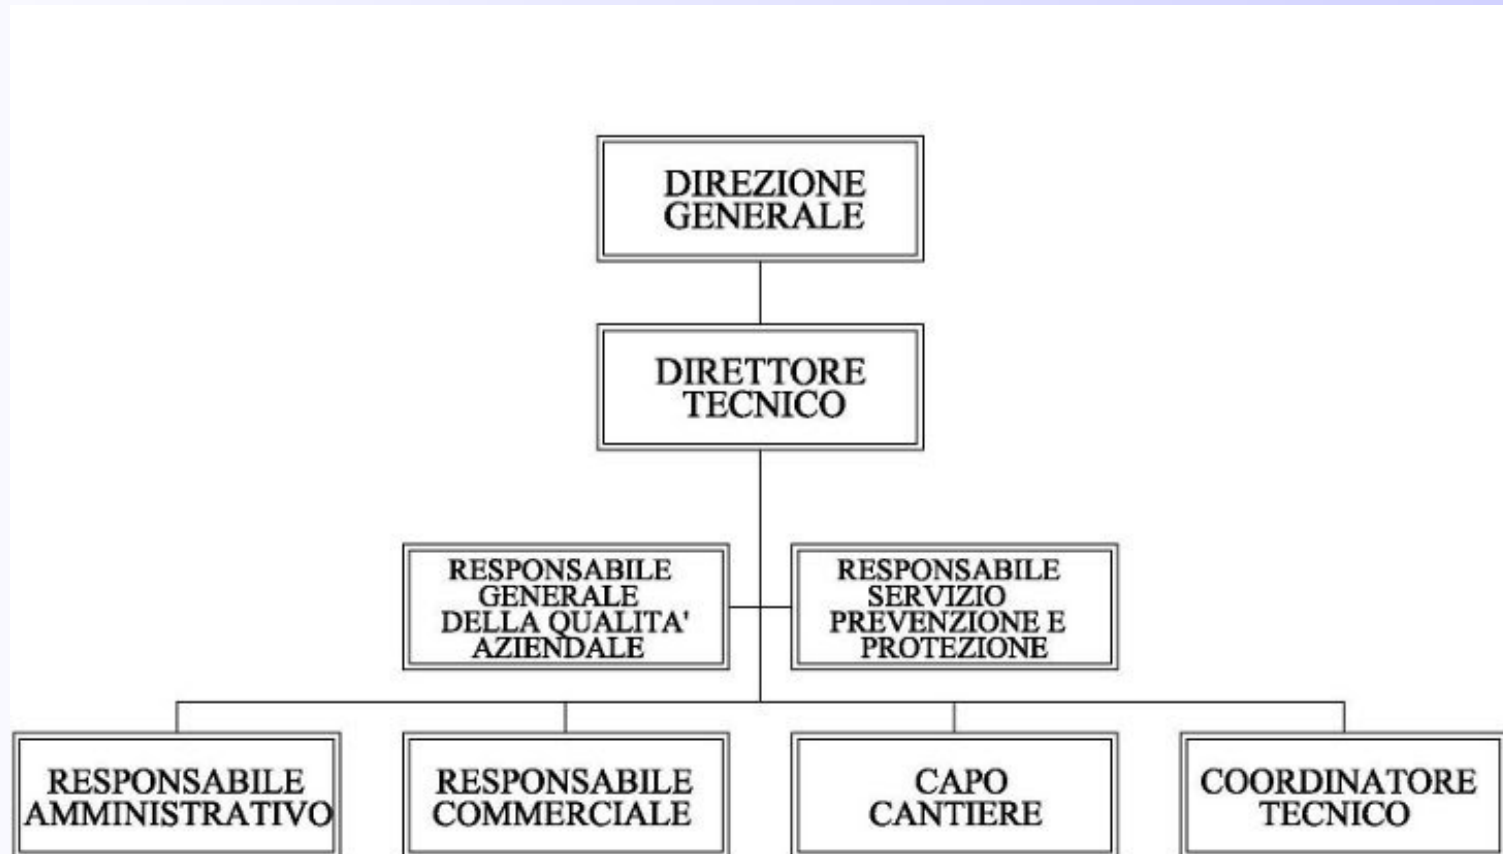 DIREZIONE
GENERALE
DIRETTORE
TECNICO
RESPONSABILE
GENERALE
DELLA QUALITA'
AZIENDALE
RESPONSABILE
SERVIZIO
PREVENZIONE E
PROTEZIONE
RESPONSABILE
AMMINISTRATIVO
RESPONSABILE
COMMERCIALE
CAPO
CANTIERE
COORDINATORE
TECNICO